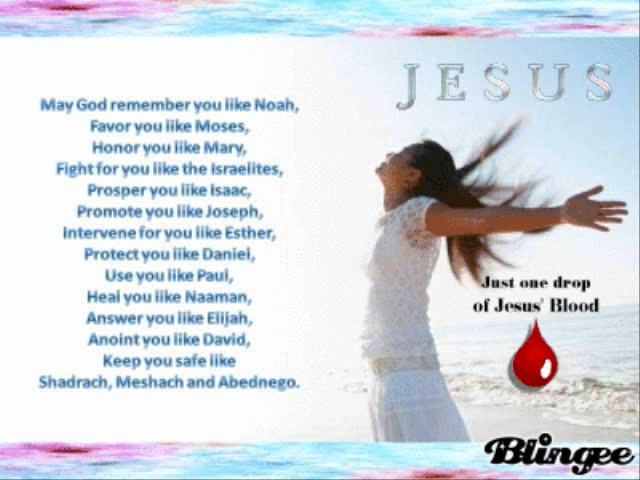 May God remember you like Noah,
Favor you like Moses,
Honor you like Mary,
Fight for you like the Israelites,
Prosper you like Isaac,
Promote you like Joseph,
Intervene for you like Esther,
Protect you like Daniel,
Use you like Paul,
Heal you like Naaman,
Answer you like Elijah,
Anoint you like David,
Keep you safe like
Shadrach, Meshach and Abednego.
JESUS
Just one drop
of Jesus' Blood
Blingee